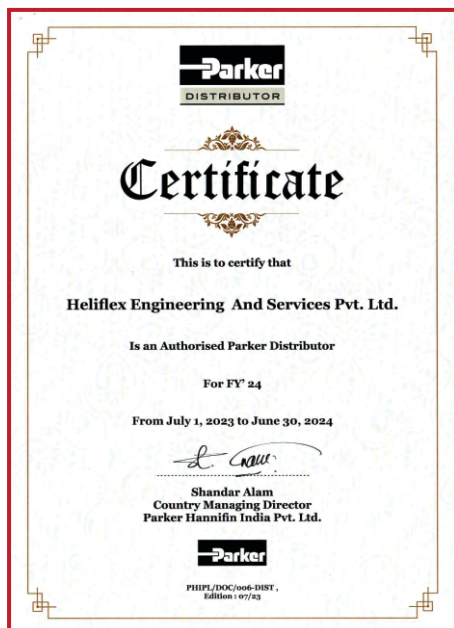 Parker
DISTRIBUTOR
Certificate
This is to certify that
Heliflex Engineering And Services Pvt. Ltd.
Is an Authorised Parker Distributor
For FY' 24
From July 1, 2023 to June 30, 2024
Shandar Alam
Country Managing Director
Parker Hannifin India Pvt. Ltd.
Parker
PHIPL/DOC/006-DIST ,
Edition : 07/23